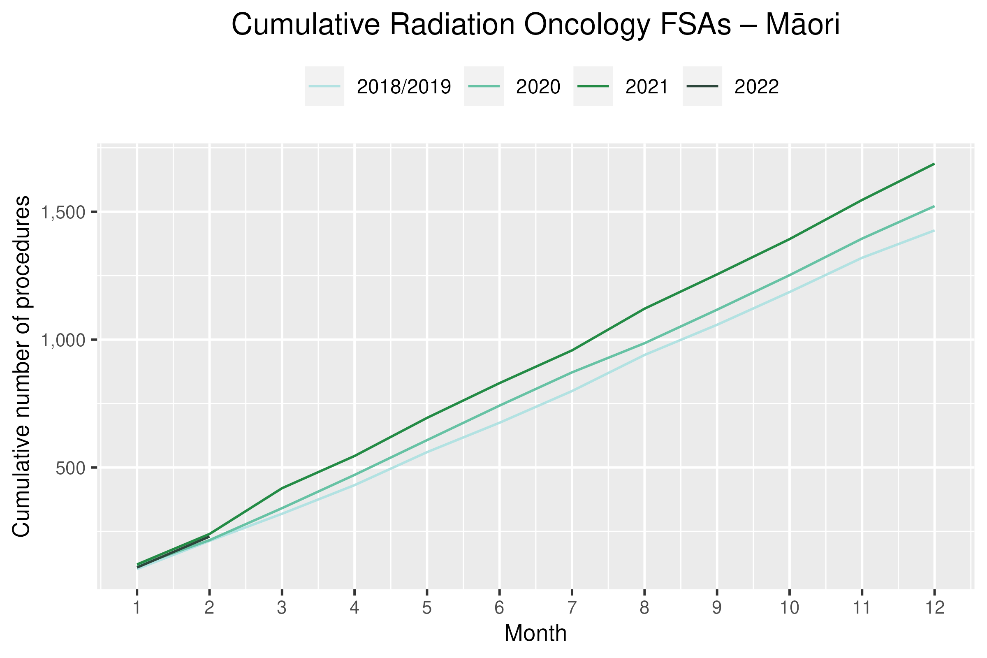 Cumulative Radiation Oncology FSAs – Māori
2018/2019 2020 2021 2022
Cumulative number of procedures
1,500
1,000
500
1 2 3 4 5 6 7 8 9 10 11 12
Month